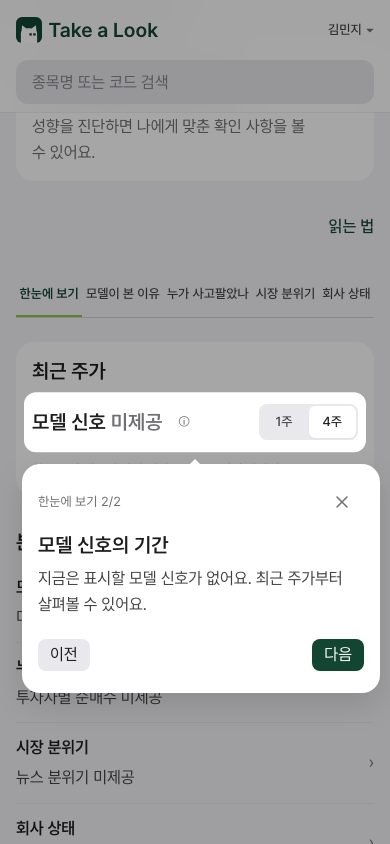 Take a Look
김민지
종목명 또는 코드 검색
성향을 진단하면 나에게 맞춘 확인 사항을 볼
수 있어요.
읽는 법
한눈에 보기 모델이 본 이유 누가 사고팔았나 시장 분위기 회사 상태
최근 주가
모델 신호 미제공
1주 4주
한눈에 보기 2/2
모델 신호의 기간
지금은 표시할 모델 신호가 없어요. 최근 주가부터
살펴볼 수 있어요.
이전 다음
투자자별 순매수 미제공
시장 분위기
뉴스 분위기 미제공
회사 상태